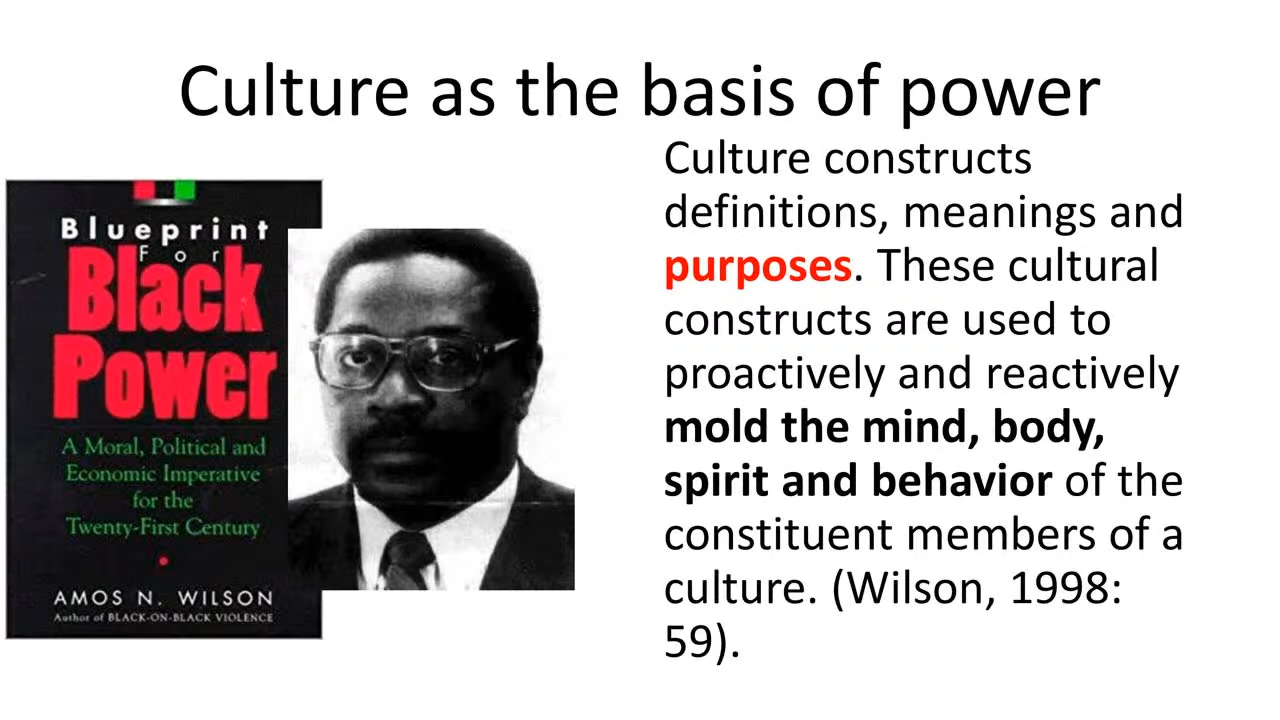 Culture as the basis of power
Blueprint
For
Black
Power
A Moral, Political and
Economic Imperative
for the
Twenty-First Century
AMOS N. WILSON
Author of BLACK-ON-BLACK VIOLENCE
Culture constructs
definitions, meanings and
purposes. These cultural
constructs are used to
proactively and reactively
mold the mind, body,
spirit and behavior of the
constituent members of a
culture. (Wilson, 1998:
59).